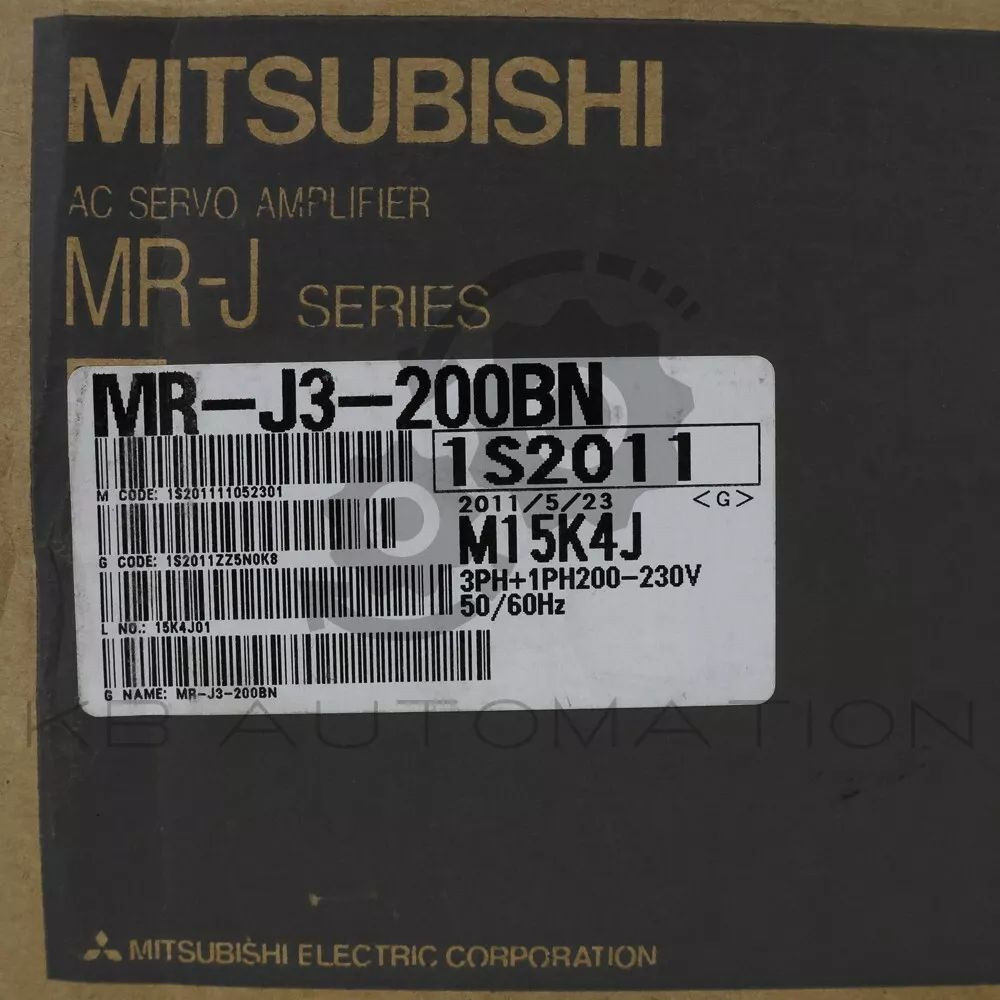 MITSUBISHI
AC SERVO AMPLIFIER
MR-J SERIES
MR-J3-200BN
1S2011
M CODE: 1S201111052301
2011/5/23 <G>
M15K4J
G CODE: 1S2011ZZ5N0K8
3PH+1PH200-230V
50/60Hz
L NO.: 15K4J01
G NAME: MR-J3-200BN
KB AUTOMATION
MITSUBISHI ELECTRIC CORPORATION